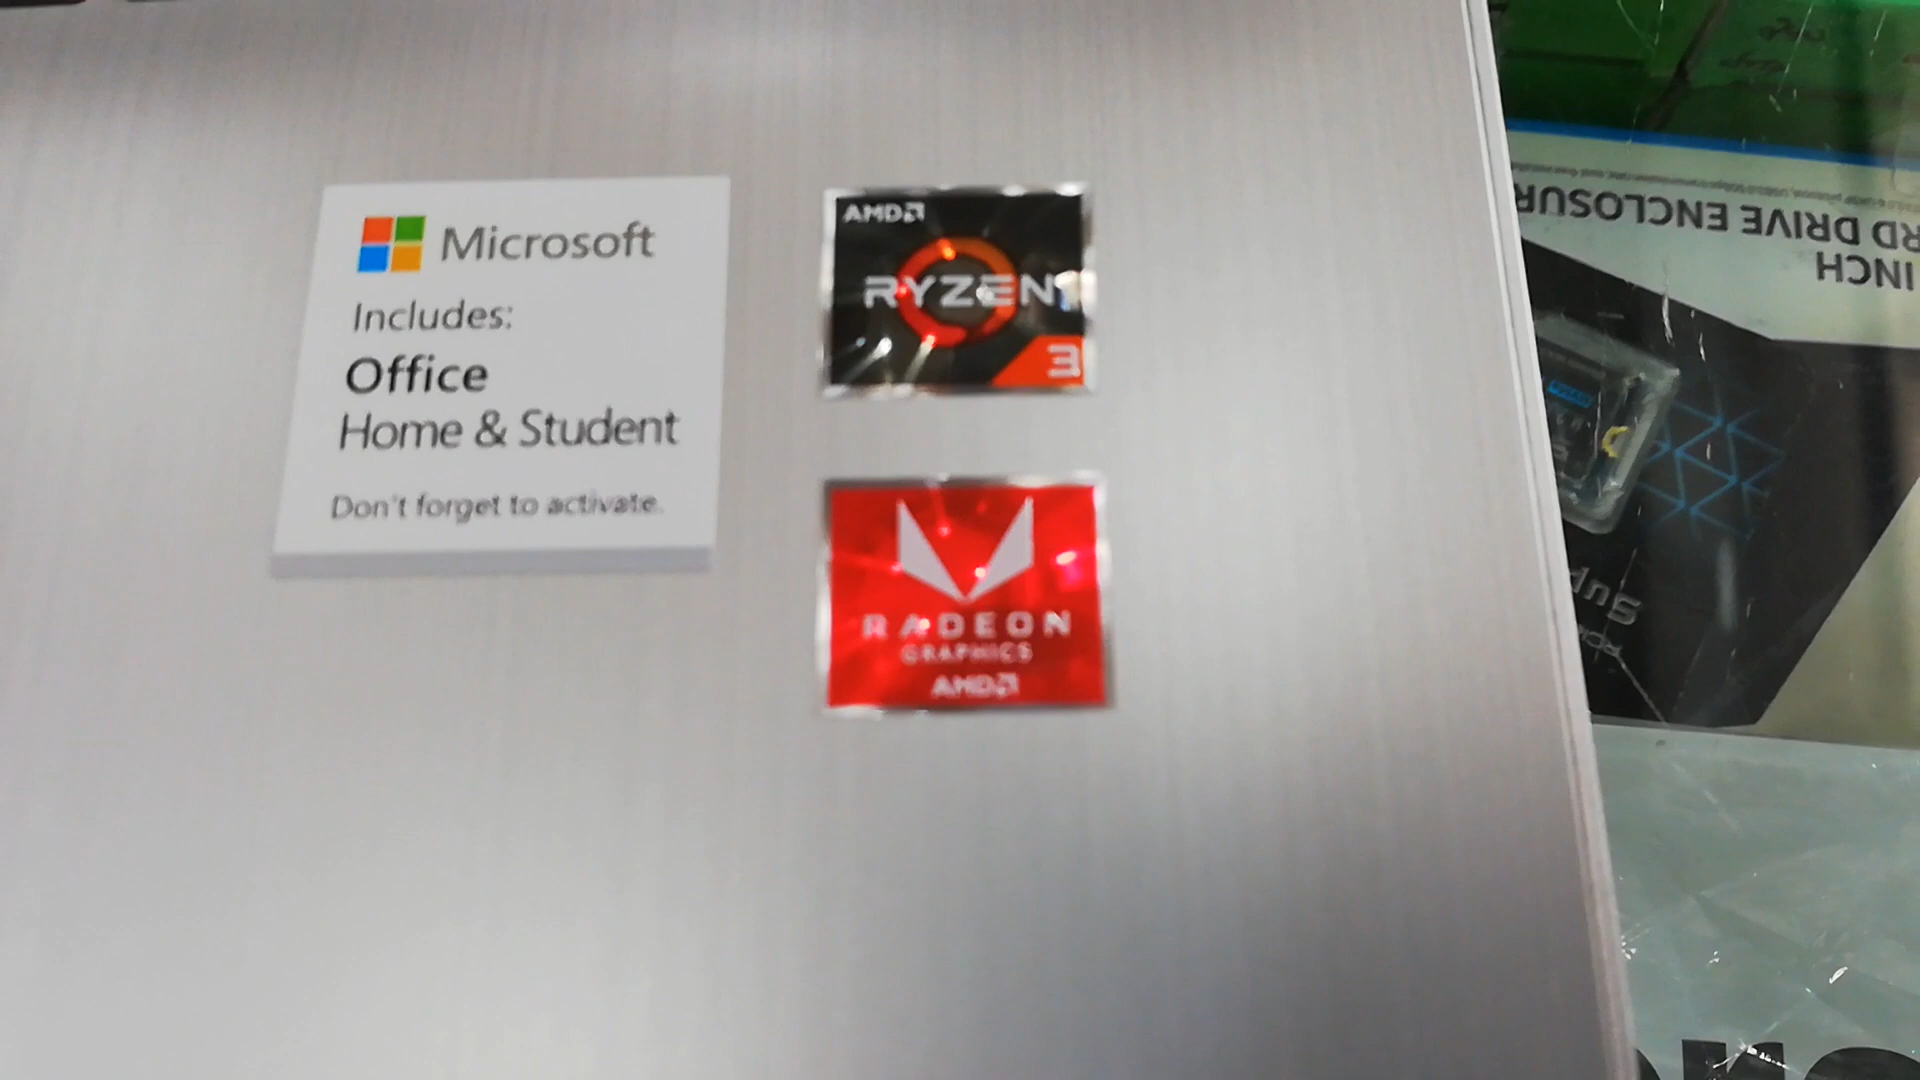 Microsoft
Includes:
Office
Home & Student
Don't forget to activate.
AMD
RYZEN
3
RADEON
GRAPHICS
AMD
INCH
RD DRIVE ENCLOSUR
Sup